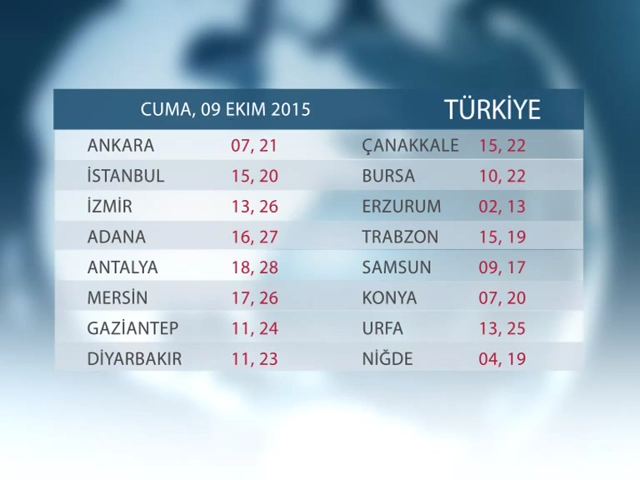 CUMA, 09 EKIM 2015 TÜRKİYE
ANKARA 07, 21 ÇANAKKALE 15, 22
İSTANBUL 15, 20 BURSA 10, 22
İZMİR 13, 26 ERZURUM 02, 13
ADANA 16, 27 TRABZON 15, 19
ANTALYA 18, 28 SAMSUN 09, 17
MERSİN 17, 26 KONYA 07, 20
GAZİANTEP 11, 24 URFA 13, 25
DİYARBAKIR 11, 23 NİĞDE 04, 19